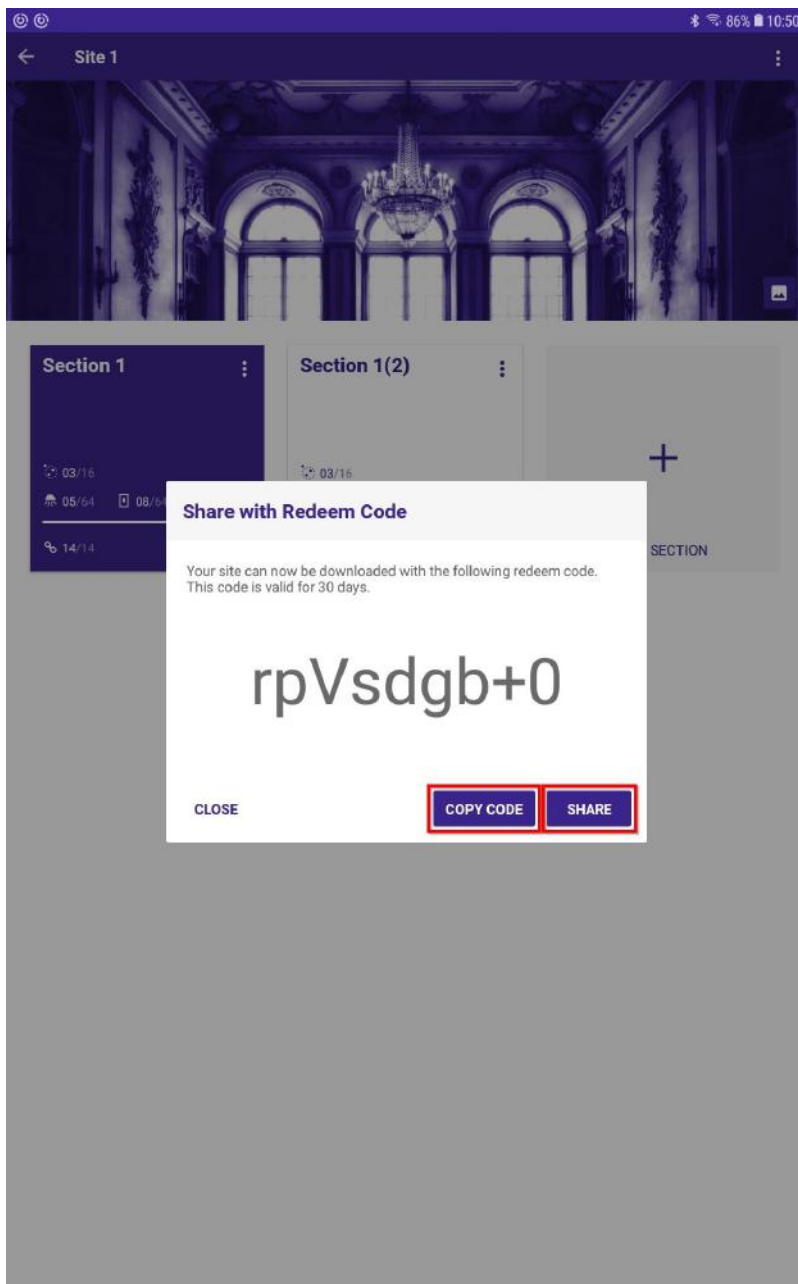 86% 10:50
Site 1
Section 1
Section 1(2)
03/16
03/16
05/64 08/64
14/14
SECTION
Share with Redeem Code
Your site can now be downloaded with the following redeem code.
This code is valid for 30 days.
rpVsdgb+0
CLOSE
COPY CODE
SHARE